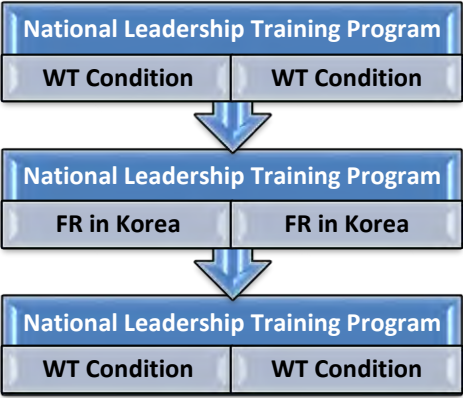 National Leadership Training Program
WT Condition WT Condition
National Leadership Training Program
FR in Korea FR in Korea
National Leadership Training Program
WT Condition WT Condition